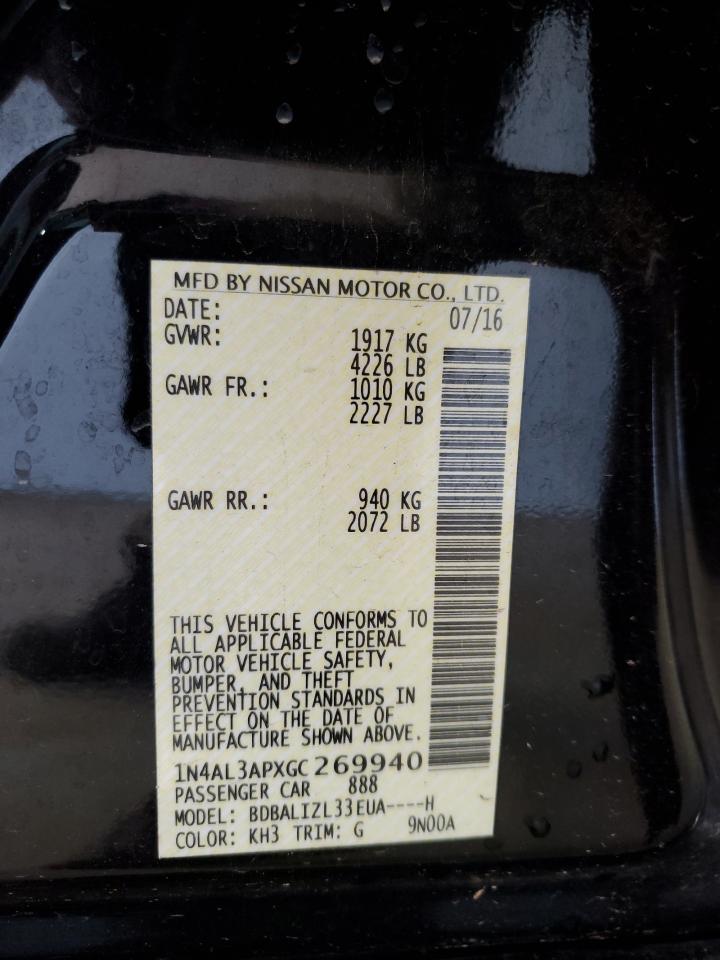 MFD BY NISSAN MOTOR CO., LTD.
DATE: 07/16
GVWR: 1917 KG
4226 LB
GAWR FR.: 1010 KG
2227 LB
GAWR RR.: 940 KG
2072 LB
THIS VEHICLE CONFORMS TO
ALL APPLICABLE FEDERAL
MOTOR VEHICLE SAFETY,
BUMPER, AND THEFT
PREVENTION STANDARDS IN
EFFECT ON THE DATE OF
MANUFACTURE SHOWN ABOVE.
1N4AL3APXGC269940
PASSENGER CAR 888
MODEL: BDBALIZL33EUA----H
COLOR: KH3 TRIM: G 9N00A